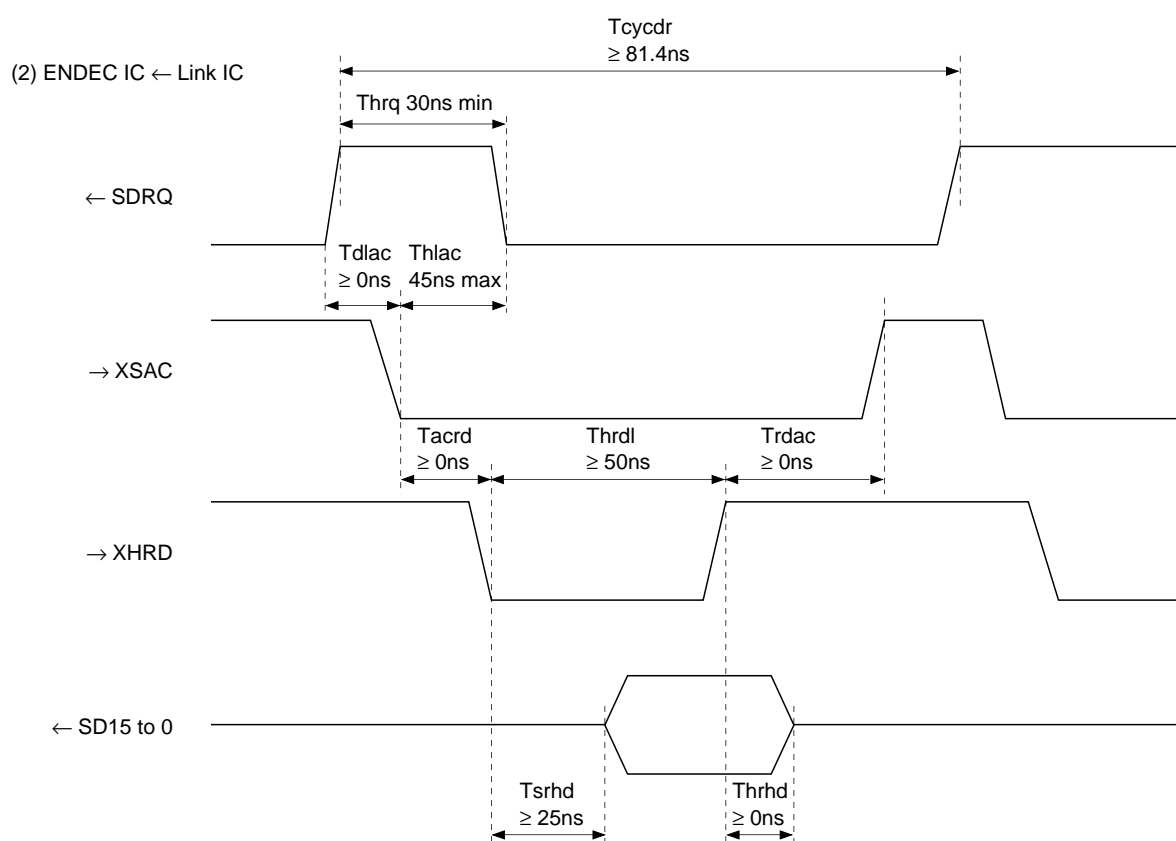 Tcycdr
≥ 81.4ns
(2) ENDEC IC ← Link IC
Thrq 30ns min
← SDRQ
Tdlac
≥ 0ns
Thlac
45ns max
→ XSAC
Tacrd
≥ 0ns
Thrdl
≥ 50ns
Trdac
≥ 0ns
→ XHRD
← SD15 to 0
Tsrhd
≥ 25ns
Thrhd
≥ 0ns